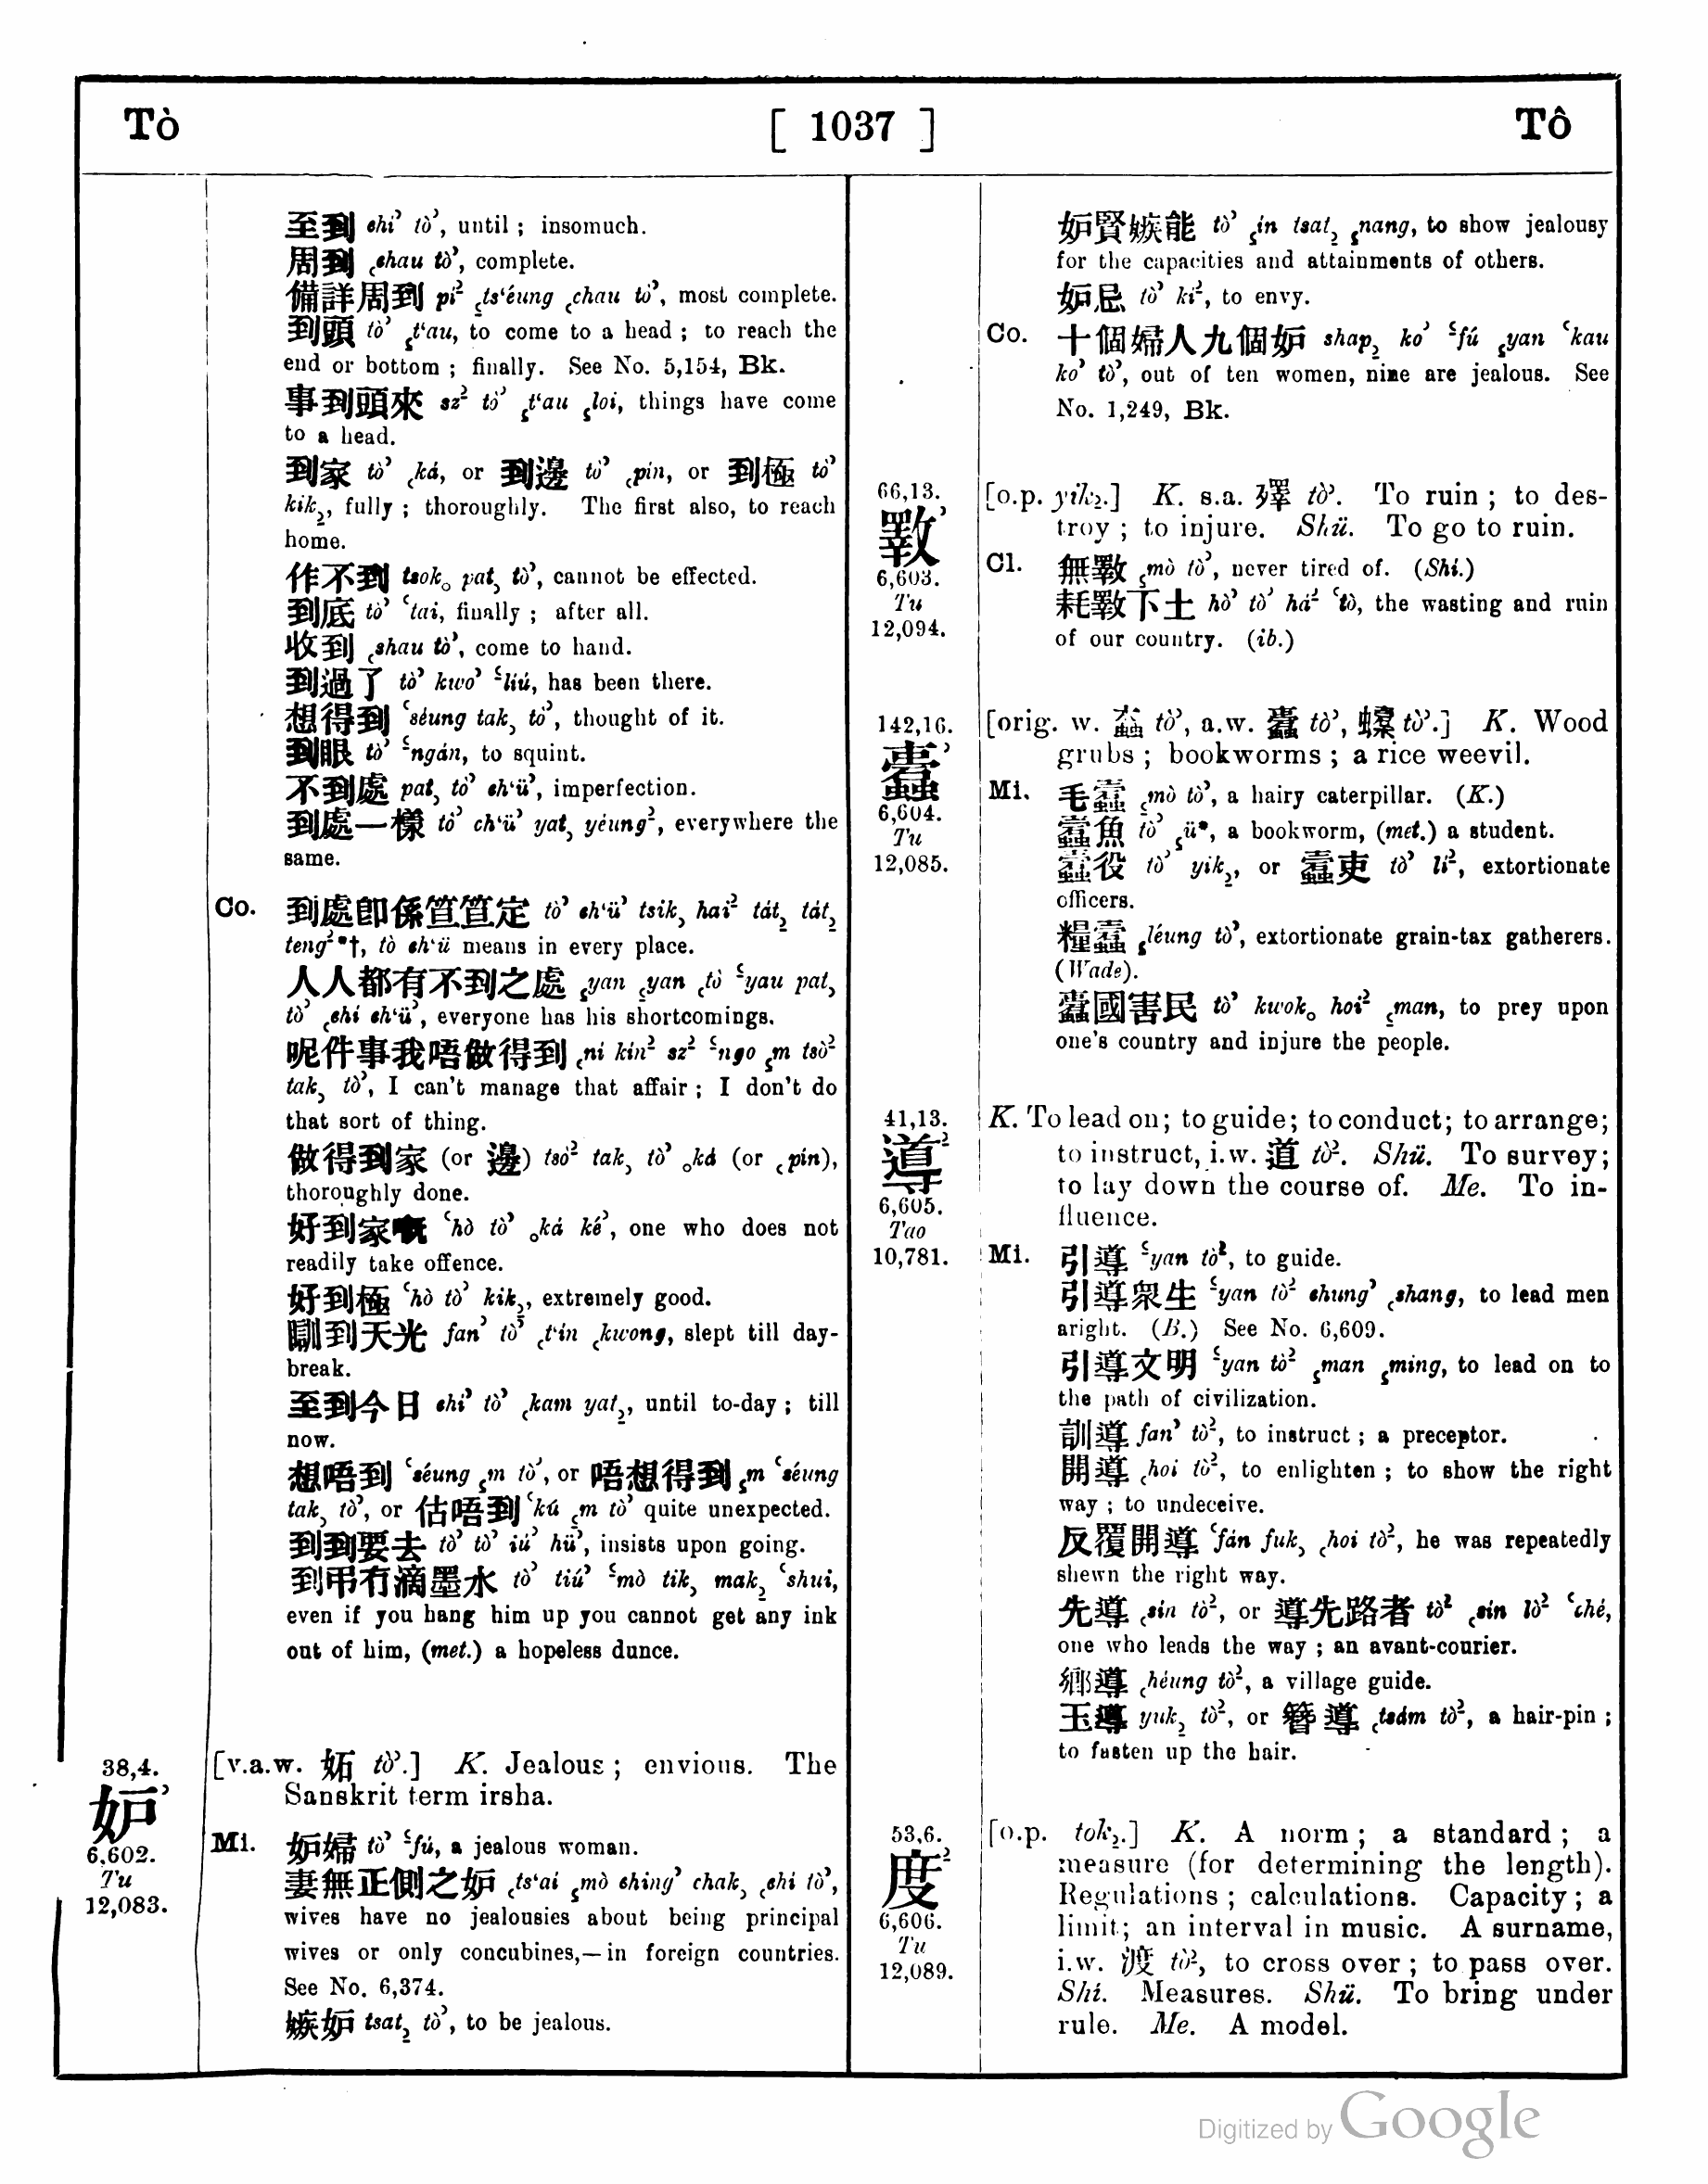 Tò [ 1037 ] Tô
至到 chi’ tò’, until ; insomuch.
周到 ˛chau tò’, complete.
備詳周到 pi² ˛ts‘éung ˛chau tò’, most complete.
到頭 tò’ ˛t‘au, to come to a head ; to reach the
end or bottom ; finally. See No. 5,154, Bk.
事到頭來 sz² tò’ ˛t‘au ˛loi, things have come
to a head.
到家 tò’ ˛ká, or 到邊 tò’ ˛pín, or 到極 tò’
kik₂, fully ; thoroughly. The first also, to reach
home.
作不到 tsok₀ pat, tò’, cannot be effected.
到底 tò’ ‘tai, finally ; after all.
收到 ˛shau tò’, come to hand.
到過了 tò’ kwo’ ‘liú, has been there.
想得到 ‘séung tak, tò’, thought of it.
到眼 tò’ ‘ngán, to squint.
不到處 pat, tò’ ch‘ü’, imperfection.
到處一樣 tò’ ch‘ü’ yat, yéung², everywhere the
same.
Co. 到處即係笪笪定 tò’ ch‘ü’ tsik, hai² tát₂ tát₂
teng²*†, tò ch‘ü means in every place.
人人都有不到之處 ˛yan ˛yan ˛tò ‘yau pat,
tò’ ˛chi ch‘ü’, everyone has his shortcomings.
呢件事我唔做得到 ˛ni kín² sz² ‘ngo ˛m tsò²
tak, tò’, I can't manage that affair ; I don't do
that sort of thing.
做得到家 (or 邊) tsò² tak, tò’ ₀ká (or ˛pín),
thoroughly done.
好到家嘅 ‘hò tò’ ₀ká ké’, one who does not
readily take offence.
好到極 ‘hò tò’ kik₂, extremely good.
瞓到天光 fan’ tò’ ˛t‘ín ˛kwong, slept till day-
break.
至到今日 chi’ tò’ ˛kam yat₂, until to-day ; till
now.
想唔到 ‘séung ˛m tò’, or 唔想得到 ˛m ‘séung
tak, tò’, or 估唔到 ‘kú ˛m tò’ quite unexpected.
到到要去 tò’ tò’ iú’ hü’, insists upon going.
到弔冇滴墨水 tò’ tiú’ ‘mò tik, mak₂ ‘shui,
even if you hang him up you cannot get any ink
out of him, (met.) a hopeless dunce.
38,4.
妒’
6,602.
Tu
12,083.
[v.a.w. 妬 tò’.] K. Jealous ; envious. The
Sanskrit term irsha.
Mi. 妒婦 tò’ ‘fú, a jealous woman.
妻無正側之妒 ˛ts‘ai ˛mò ching’ chak, ˛chi tò’,
wives have no jealousies about being principal
wives or only concubines,—in foreign countries.
See No. 6,374.
嫉妒 tsat₂ tò’, to be jealous.
妒賢嫉能 tò’ ˛ín tsat₂ ˛nang, to show jealousy
for the capacities and attainments of others.
妒忌 tò’ ki², to envy.
Co. 十個婦人九個妒 shap₂ ko’ ‘fú ˛yan ‘kau
ko’ tò’, out of ten women, nine are jealous. See
No. 1,249, Bk.
66,13.
斁’
6,603.
Tu
12,094.
[o.p. yik₂.] K. s.a. 殬 tò’. To ruin ; to des-
troy ; to injure. Shü. To go to ruin.
Cl. 無斁 ˛mò tò’, never tired of. (Shi.)
耗斁下土 hò’ tò’ há² ‘tò, the wasting and ruin
of our country. (ib.)
142,16.
蠹’
6,604.
Tu
12,085.
[orig. w. tò’, a.w. tò’, tò’.] K. Wood
grubs ; bookworms ; a rice weevil.
Mi. 毛蠹 ˛mò tò’, a hairy caterpillar. (K.)
蠹魚 tò’ ˛ü*, a bookworm, (met.) a student.
蠹役 tò’ yik₂, or 蠹吏 tò’ li², extortionate
officers.
糧蠹 ˛léung tò’, extortionate grain-tax gatherers.
(Wade).
蠹國害民 tò’ kwok₀ hoi² ˛man, to prey upon
one's country and injure the people.
41,13.
導²
6,605.
Tao
10,781.
K. To lead on; to guide; to conduct; to arrange;
to instruct, i.w. 道 tò². Shü. To survey;
to lay down the course of. Me. To in-
fluence.
Mi. 引導 ‘yan tò², to guide.
引導衆生 ‘yan tò² chung’ ˛shang, to lead men
aright. (B.) See No. 6,609.
引導文明 ‘yan tò² ˛man ˛ming, to lead on to
the path of civilization.
訓導 fan’ tò², to instruct ; a preceptor.
開導 ˛hoi tò², to enlighten ; to show the right
way ; to undeceive.
反覆開導 ‘fán fuk, ˛hoi tò², he was repeatedly
shewn the right way.
先導 ˛sín tò², or 導先路者 tò² ˛sín lò² ‘ché,
one who leads the way ; an avant-courier.
鄉導 ˛héung tò², a village guide.
玉導 yuk₂ tò², or 簪導 ˛tsám tò², a hair-pin ;
to fasten up the hair.
53,6.
度²
6,606.
Tu
12,089.
[o.p. tok₂.] K. A norm ; a standard ; a
measure (for determining the length).
Regulations ; calculations. Capacity ; a
limit ; an interval in music. A surname,
i.w. 渡 tò², to cross over ; to pass over.
Shi. Measures. Shü. To bring under
rule. Me. A model.
Digitized by Google